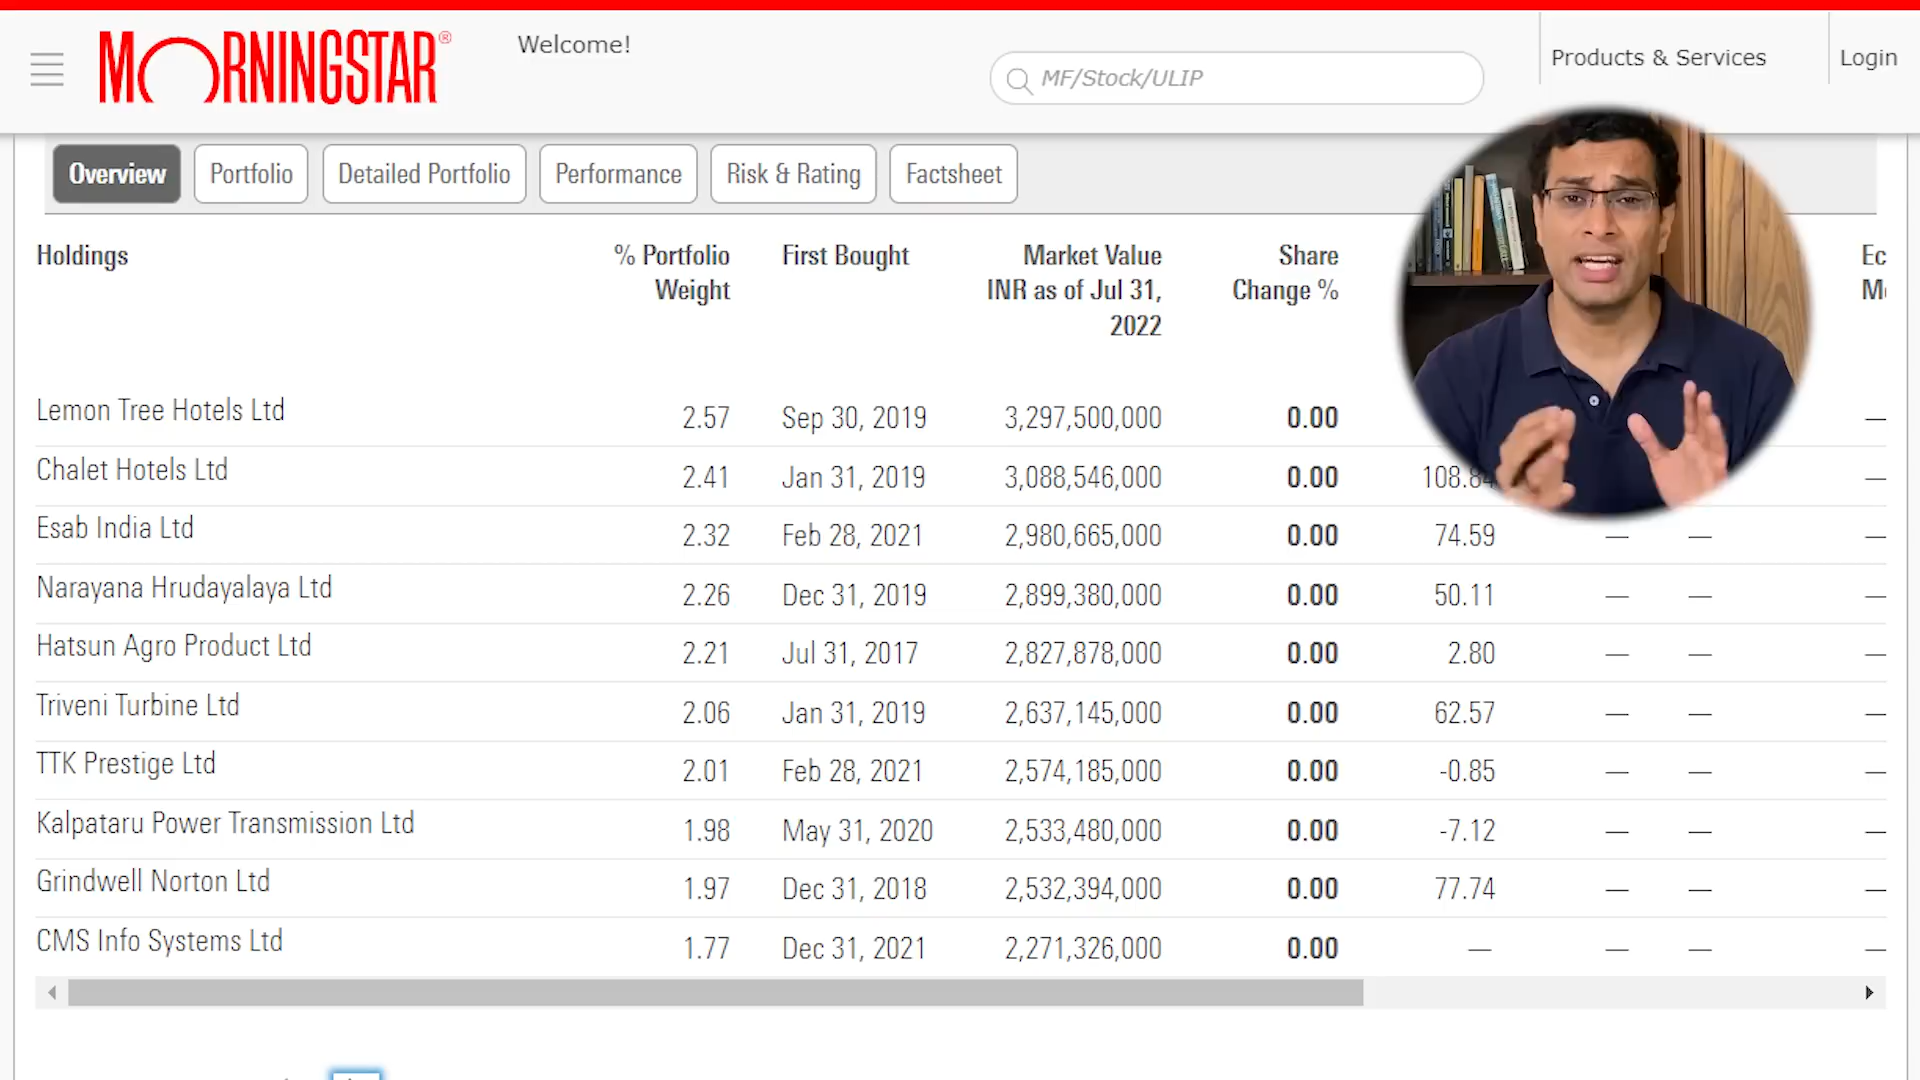 MORNINGSTAR®
Welcome!
MF/Stock/ULIP
Products & Services
Login
Overview
Portfolio
Detailed Portfolio
Performance
Risk & Rating
Factsheet
Holdings
% Portfolio
Weight
First Bought
Market Value
INR as of Jul 31,
2022
Share
Change %
Lemon Tree Hotels Ltd 2.57 Sep 30, 2019 3,297,500,000 0.00 —
Chalet Hotels Ltd 2.41 Jan 31, 2019 3,088,546,000 0.00 —
Esab India Ltd 2.32 Feb 28, 2021 2,980,665,000 0.00 74.59 — — —
Narayana Hrudayalaya Ltd 2.26 Dec 31, 2019 2,899,380,000 0.00 50.11 — — —
Hatsun Agro Product Ltd 2.21 Jul 31, 2017 2,827,878,000 0.00 2.80 — — —
Triveni Turbine Ltd 2.06 Jan 31, 2019 2,637,145,000 0.00 62.57 — — —
TTK Prestige Ltd 2.01 Feb 28, 2021 2,574,185,000 0.00 -0.85 — — —
Kalpataru Power Transmission Ltd 1.98 May 31, 2020 2,533,480,000 0.00 -7.12 — — —
Grindwell Norton Ltd 1.97 Dec 31, 2018 2,532,394,000 0.00 77.74 — — —
CMS Info Systems Ltd 1.77 Dec 31, 2021 2,271,326,000 0.00 — — — —